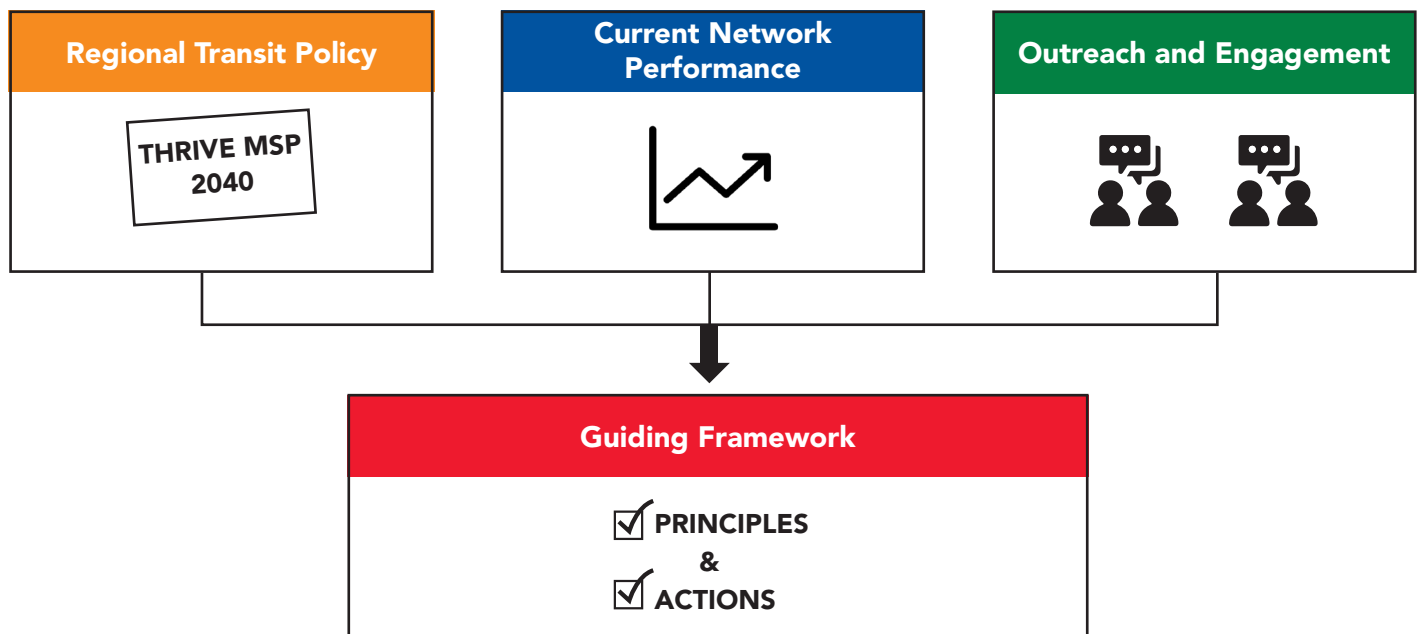 Regional Transit Policy
THRIVE MSP
2040
Current Network
Performance
Outreach and Engagement
Guiding Framework
PRINCIPLES
&
ACTIONS